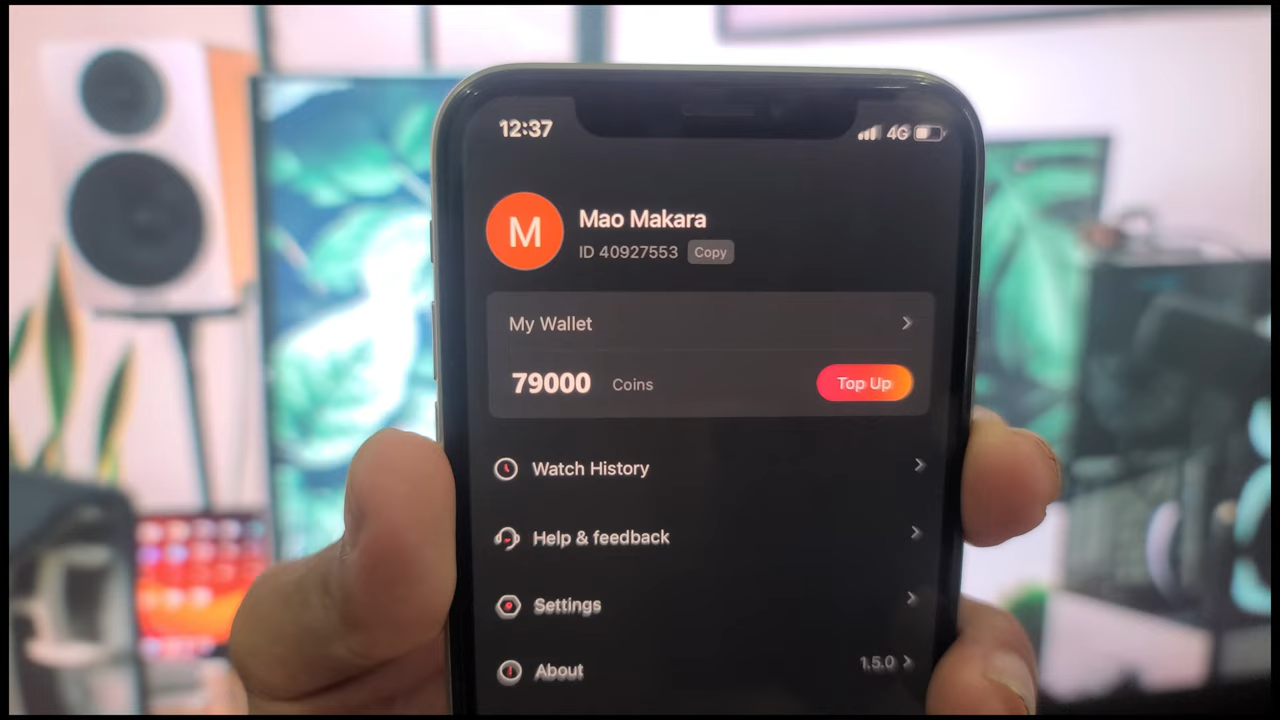 12:37
4G
M
Mao Makara
ID 40927553 Copy
My Wallet
79000 Coins Top Up
Watch History
Help & feedback
Settings
About 1.5.0